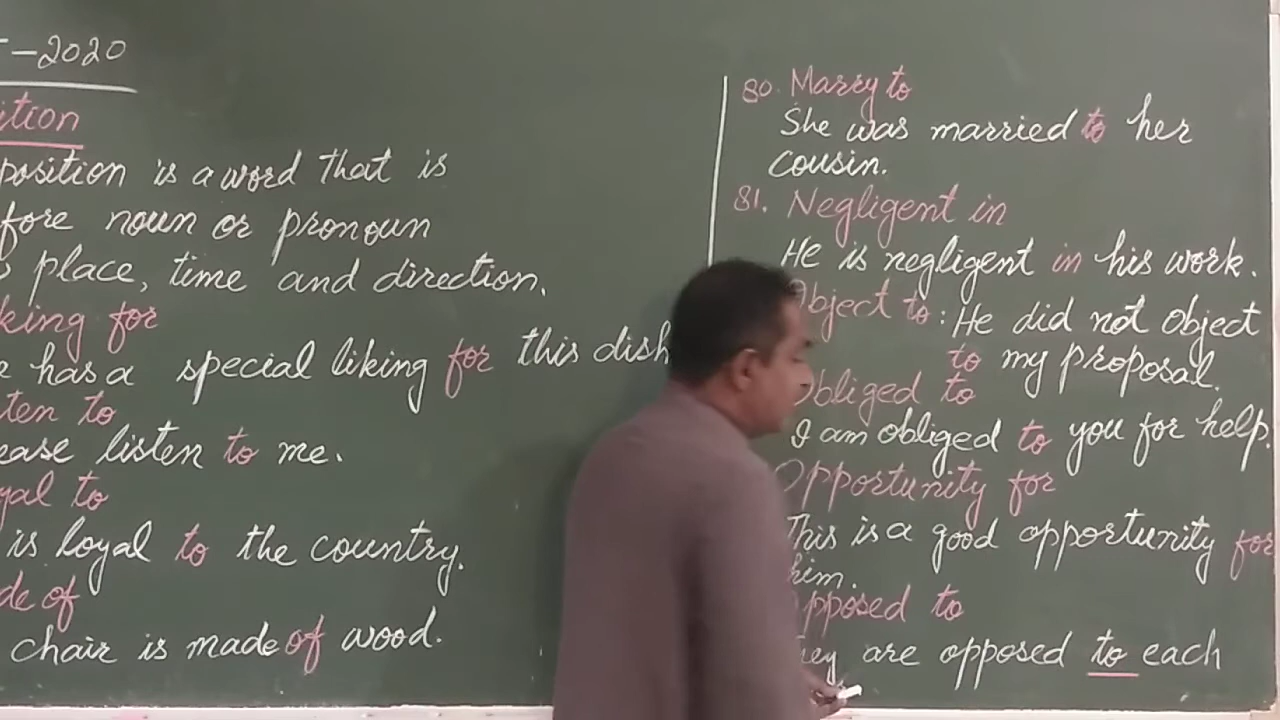 -2020
ition
position is a word that is
fore noun or pronoun
place, time and direction.
king for
e has a special liking for this dish
ten to
ease listen to me.
yal to
is loyal to the country.
de of
chair is made of wood.
80. Marry to
She was married to her
cousin.
81. Negligent in
He is negligent in his work.
Object to: He did not object
to my proposal.
Obliged to
I am obliged to you for help.
Opportunity for
This is a good opportunity for
him.
pposed to
hey are opposed to each